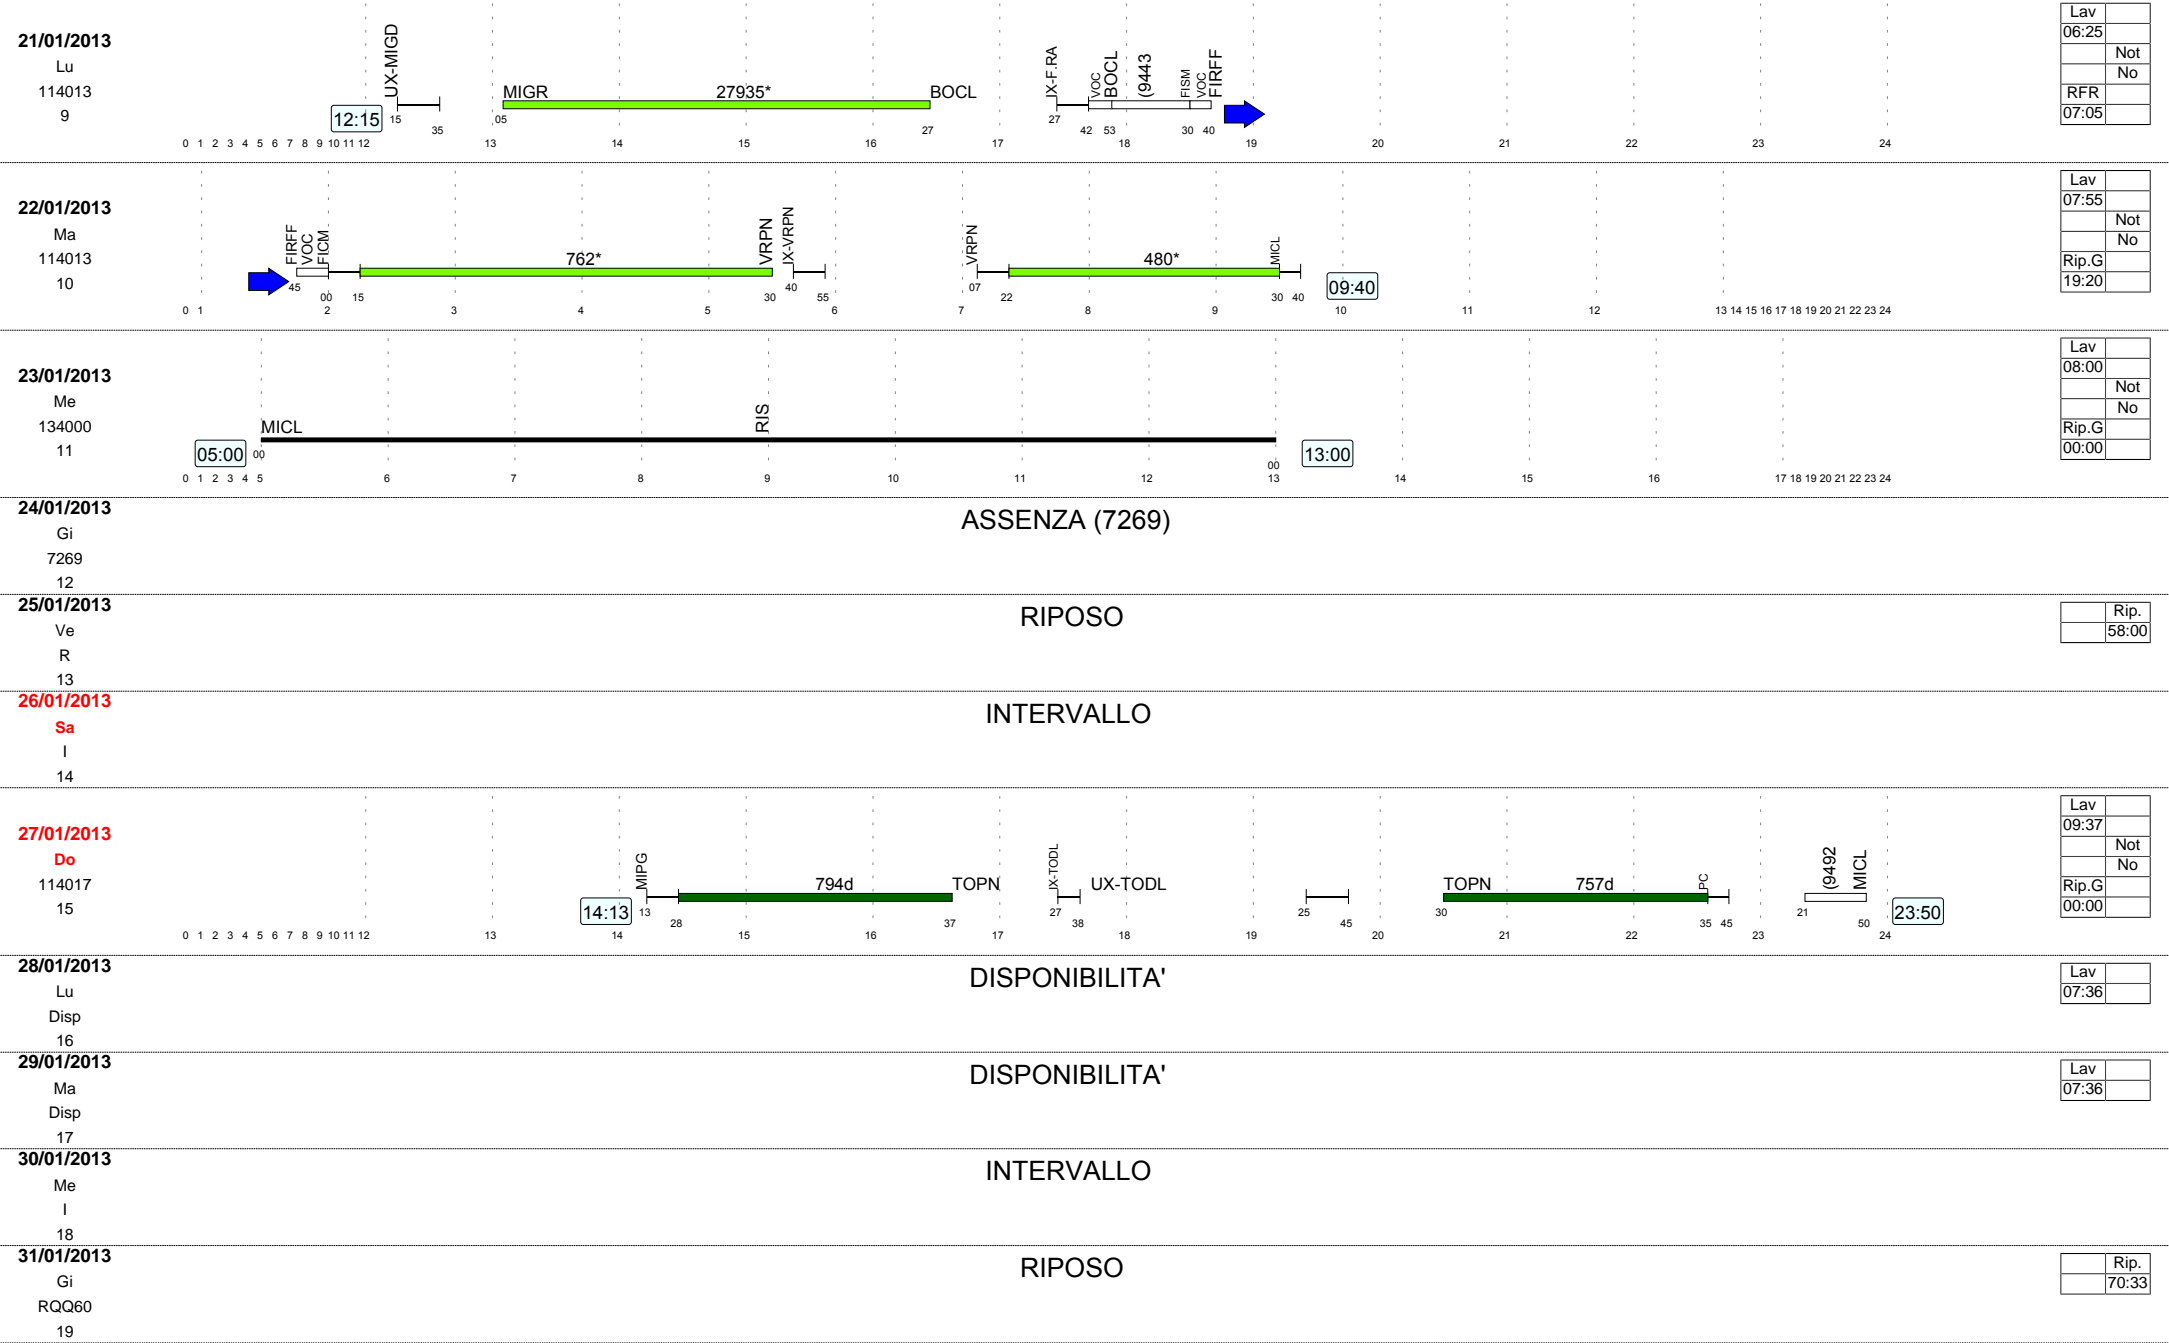 21/01/2013
Lu
114013
9
12:15
UX-MIGD
15 35
MIGR 27935* BOCL
05 27
IX-F.RA VOC BOCL (9443 FISM VOC FIRFF
27 42 53 30 40
0 1 2 3 4 5 6 7 8 9 10 11 12 13 14 15 16 17 18 19 20 21 22 23 24
Lav
06:25
Not
No
RFR
07:05
22/01/2013
Ma
114013
10
FIRFF VOC FICM 762* VRPN IX-VRPN
45 00 15 30 40 55
VRPN 480* MICL
07 22 30 40
09:40
0 1 2 3 4 5 6 7 8 9 10 11 12 13 14 15 16 17 18 19 20 21 22 23 24
Lav
07:55
Not
No
Rip.G
19:20
23/01/2013
Me
134000
11
05:00
MICL RIS
00 00
13:00
0 1 2 3 4 5 6 7 8 9 10 11 12 13 14 15 16 17 18 19 20 21 22 23 24
Lav
08:00
Not
No
Rip.G
00:00
24/01/2013
Gi
7269
12
ASSENZA (7269)
25/01/2013
Ve
R
13
RIPOSO
Rip.
58:00
26/01/2013
Sa
I
14
INTERVALLO
27/01/2013
Do
114017
15
14:13
MIPG 794d TOPN
13 28 37
IX-TODL UX-TODL
27 38 25 45
TOPN 757d PC
30 35 45
(9492 MICL
21 50
23:50
0 1 2 3 4 5 6 7 8 9 10 11 12 13 14 15 16 17 18 19 20 21 22 23 24
Lav
09:37
Not
No
Rip.G
00:00
28/01/2013
Lu
Disp
16
DISPONIBILITA'
Lav
07:36
29/01/2013
Ma
Disp
17
DISPONIBILITA'
Lav
07:36
30/01/2013
Me
I
18
INTERVALLO
31/01/2013
Gi
RQQ60
19
RIPOSO
Rip.
70:33